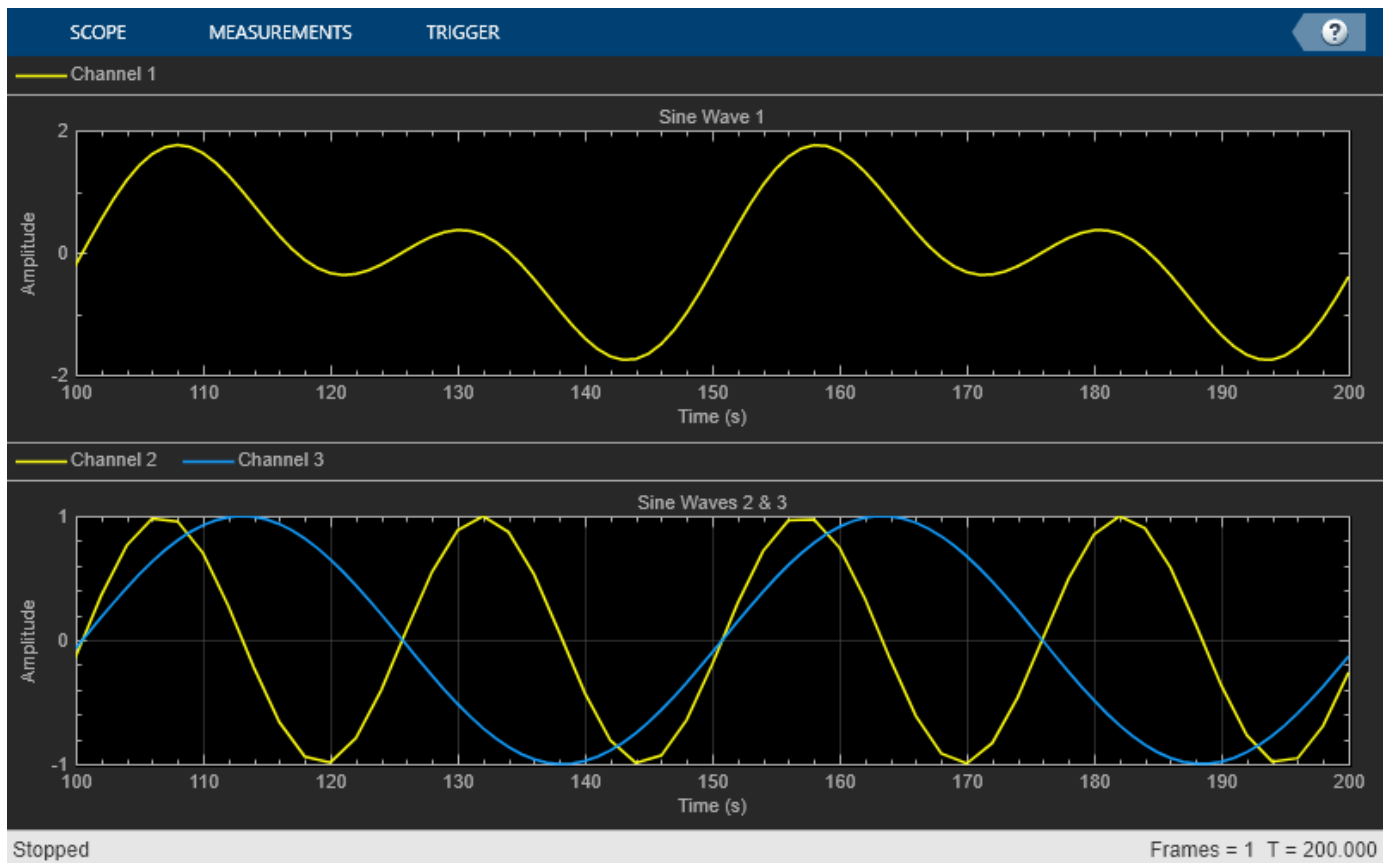 SCOPE MEASUREMENTS TRIGGER ?
Channel 1
Sine Wave 1
2
0
-2
Amplitude
100 110 120 130 140 150 160 170 180 190 200
Time (s)
Channel 2 Channel 3
Sine Waves 2 & 3
1
0
-1
Amplitude
100 110 120 130 140 150 160 170 180 190 200
Time (s)
Stopped Frames = 1 T = 200.000